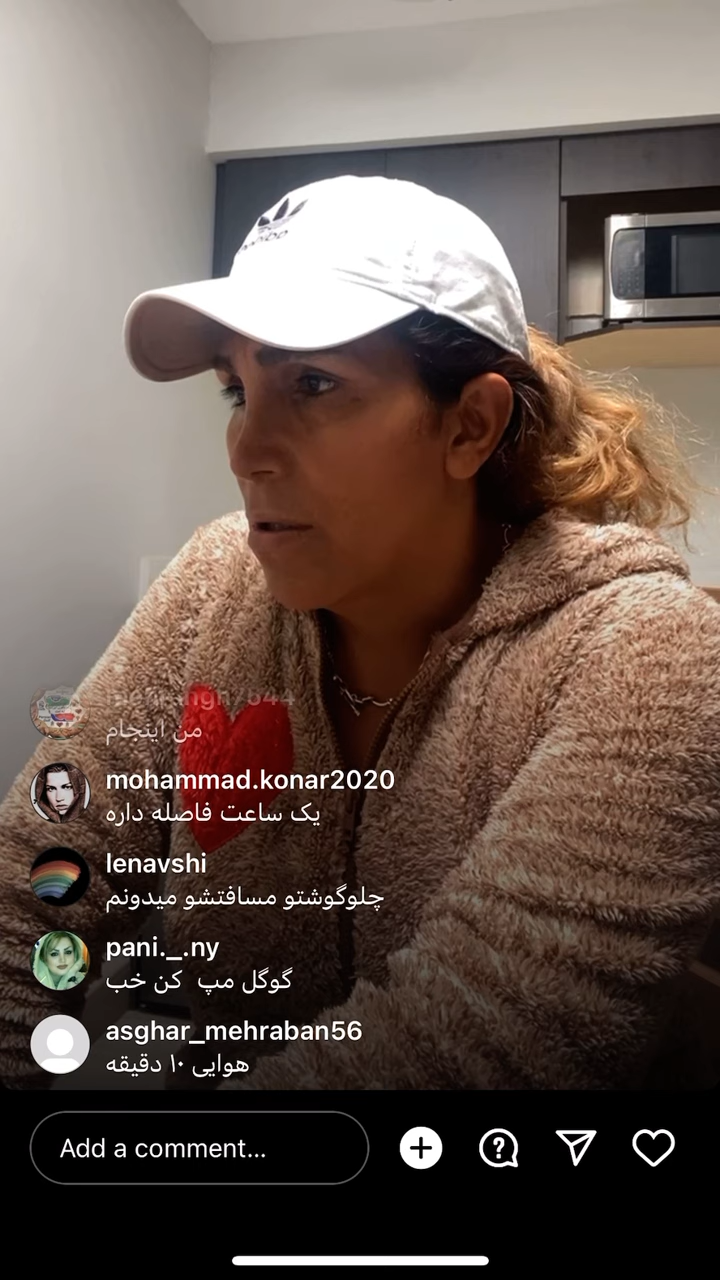 من اینجام
mohammad.konar2020
یک ساعت فاصله داره
lenavshi
چلوگوشتو مسافتشو میدونم
pani._.ny
گوگل مپ کن خب
asghar_mehraban56
هوایی ۱۰ دقیقه
Add a comment...